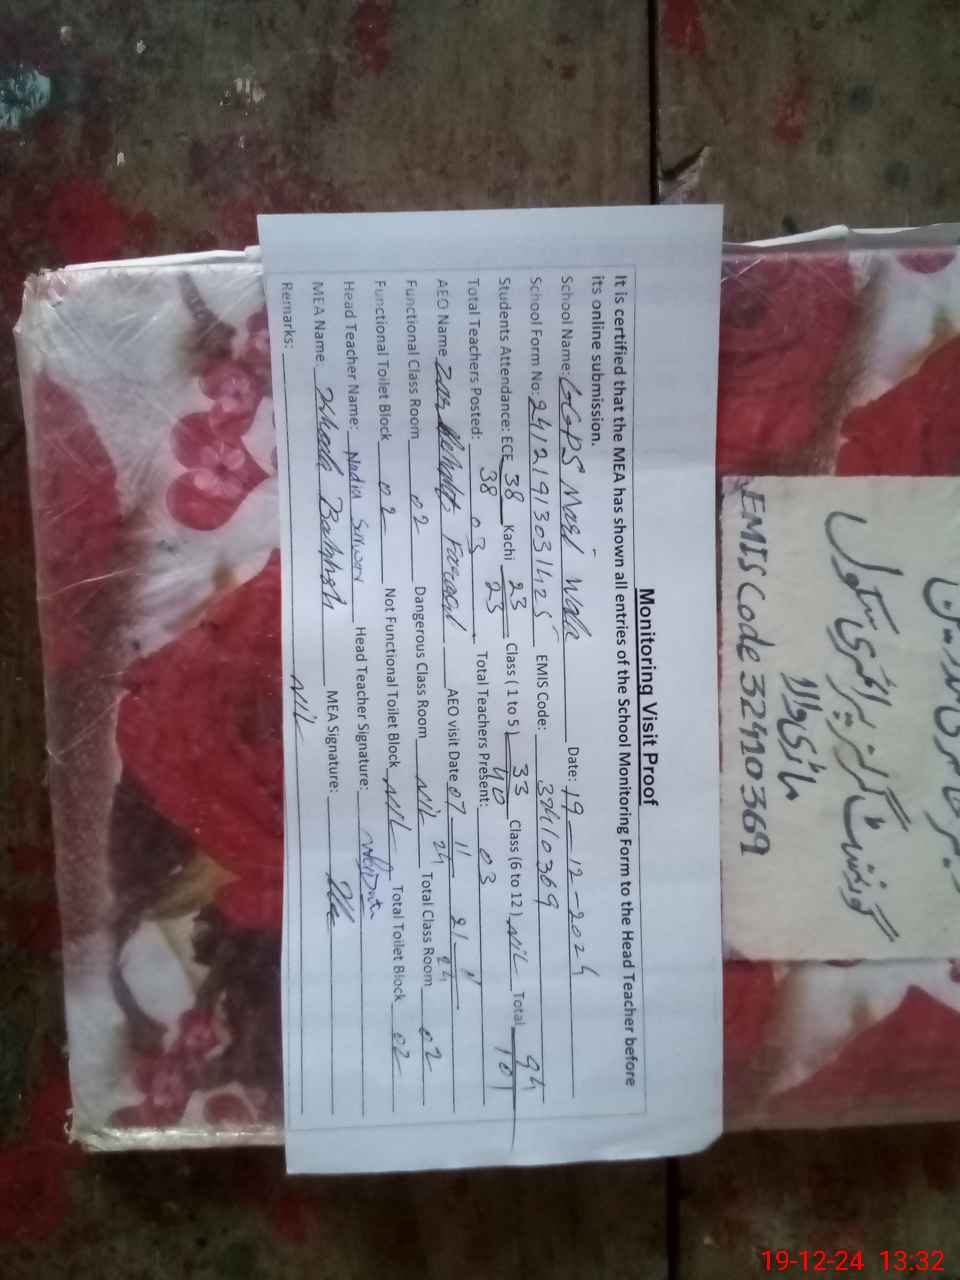 Monitoring Visit Proof
It is certified that the MEA has shown all entries of the School Monitoring Form to the Head Teacher before
its online submission.
School Name: GGPS Date: 19-12-2024
School Form No: EMIS Code: 32410369
Students Attendance: ECE 38/38 Kachi 23/23 Class (1 to 5) 33/40 Class (6 to 12) NIL Total 94/101
Total Teachers Posted: 03 Total Teachers Present: 03
AEO Name AEO visit Date 07-11-24 21-11-24
Functional Class Room 02 Dangerous Class Room NIL Total Class Room 02
Functional Toilet Block 02 Not Functional Toilet Block NIL Total Toilet Block 02
Head Teacher Name: Nadia Head Teacher Signature:
MEA Name: MEA Signature:
Remarks: NIL
گورنمنٹ گرلز پرائمری سکول
والا
EMIS Code 32410369
19-12-24 13:32